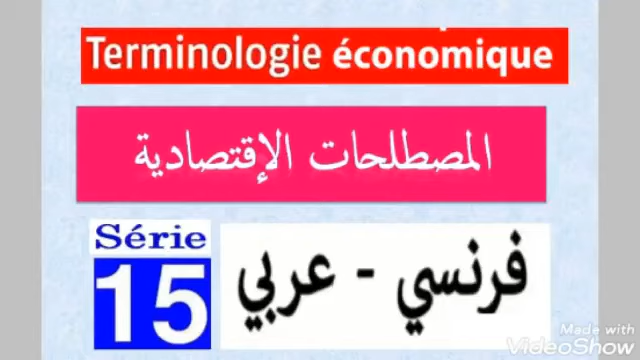 Terminologie économique
المصطلحات الإقتصادية
Série
15
فرنسي - عربي
Made with
VideoShow